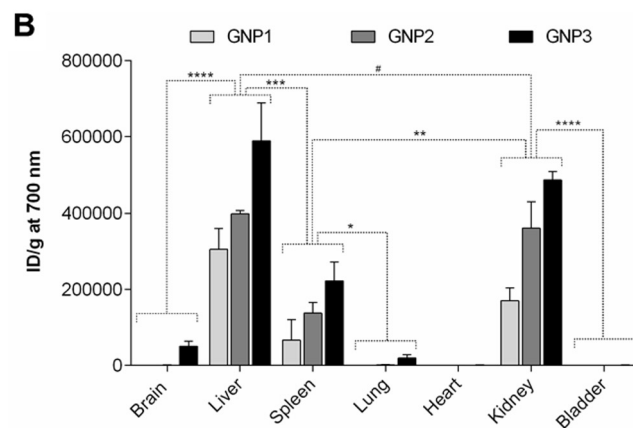 B
GNP1 GNP2 GNP3
800000
600000
400000
200000
0
ID/g at 700 nm
**** *** # ** **** *
Brain Liver Spleen Lung Heart Kidney Bladder